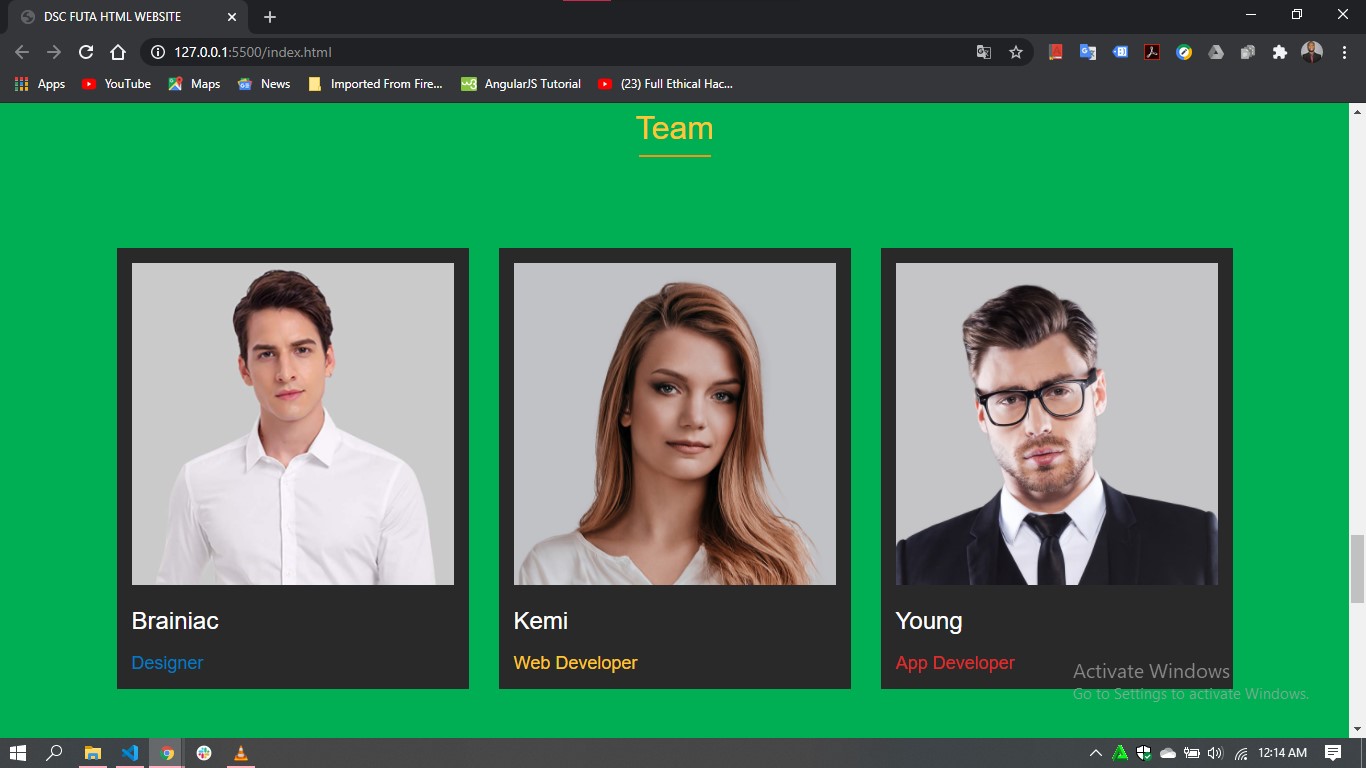 DSC FUTA HTML WEBSITE
127.0.0.1:5500/index.html
Apps
YouTube
Maps
News
Imported From Fire...
AngularJS Tutorial
(23) Full Ethical Hac...
Team
Brainiac
Designer
Kemi
Web Developer
Young
App Developer
Activate Windows
Go to Settings to activate Windows.
12:14 AM